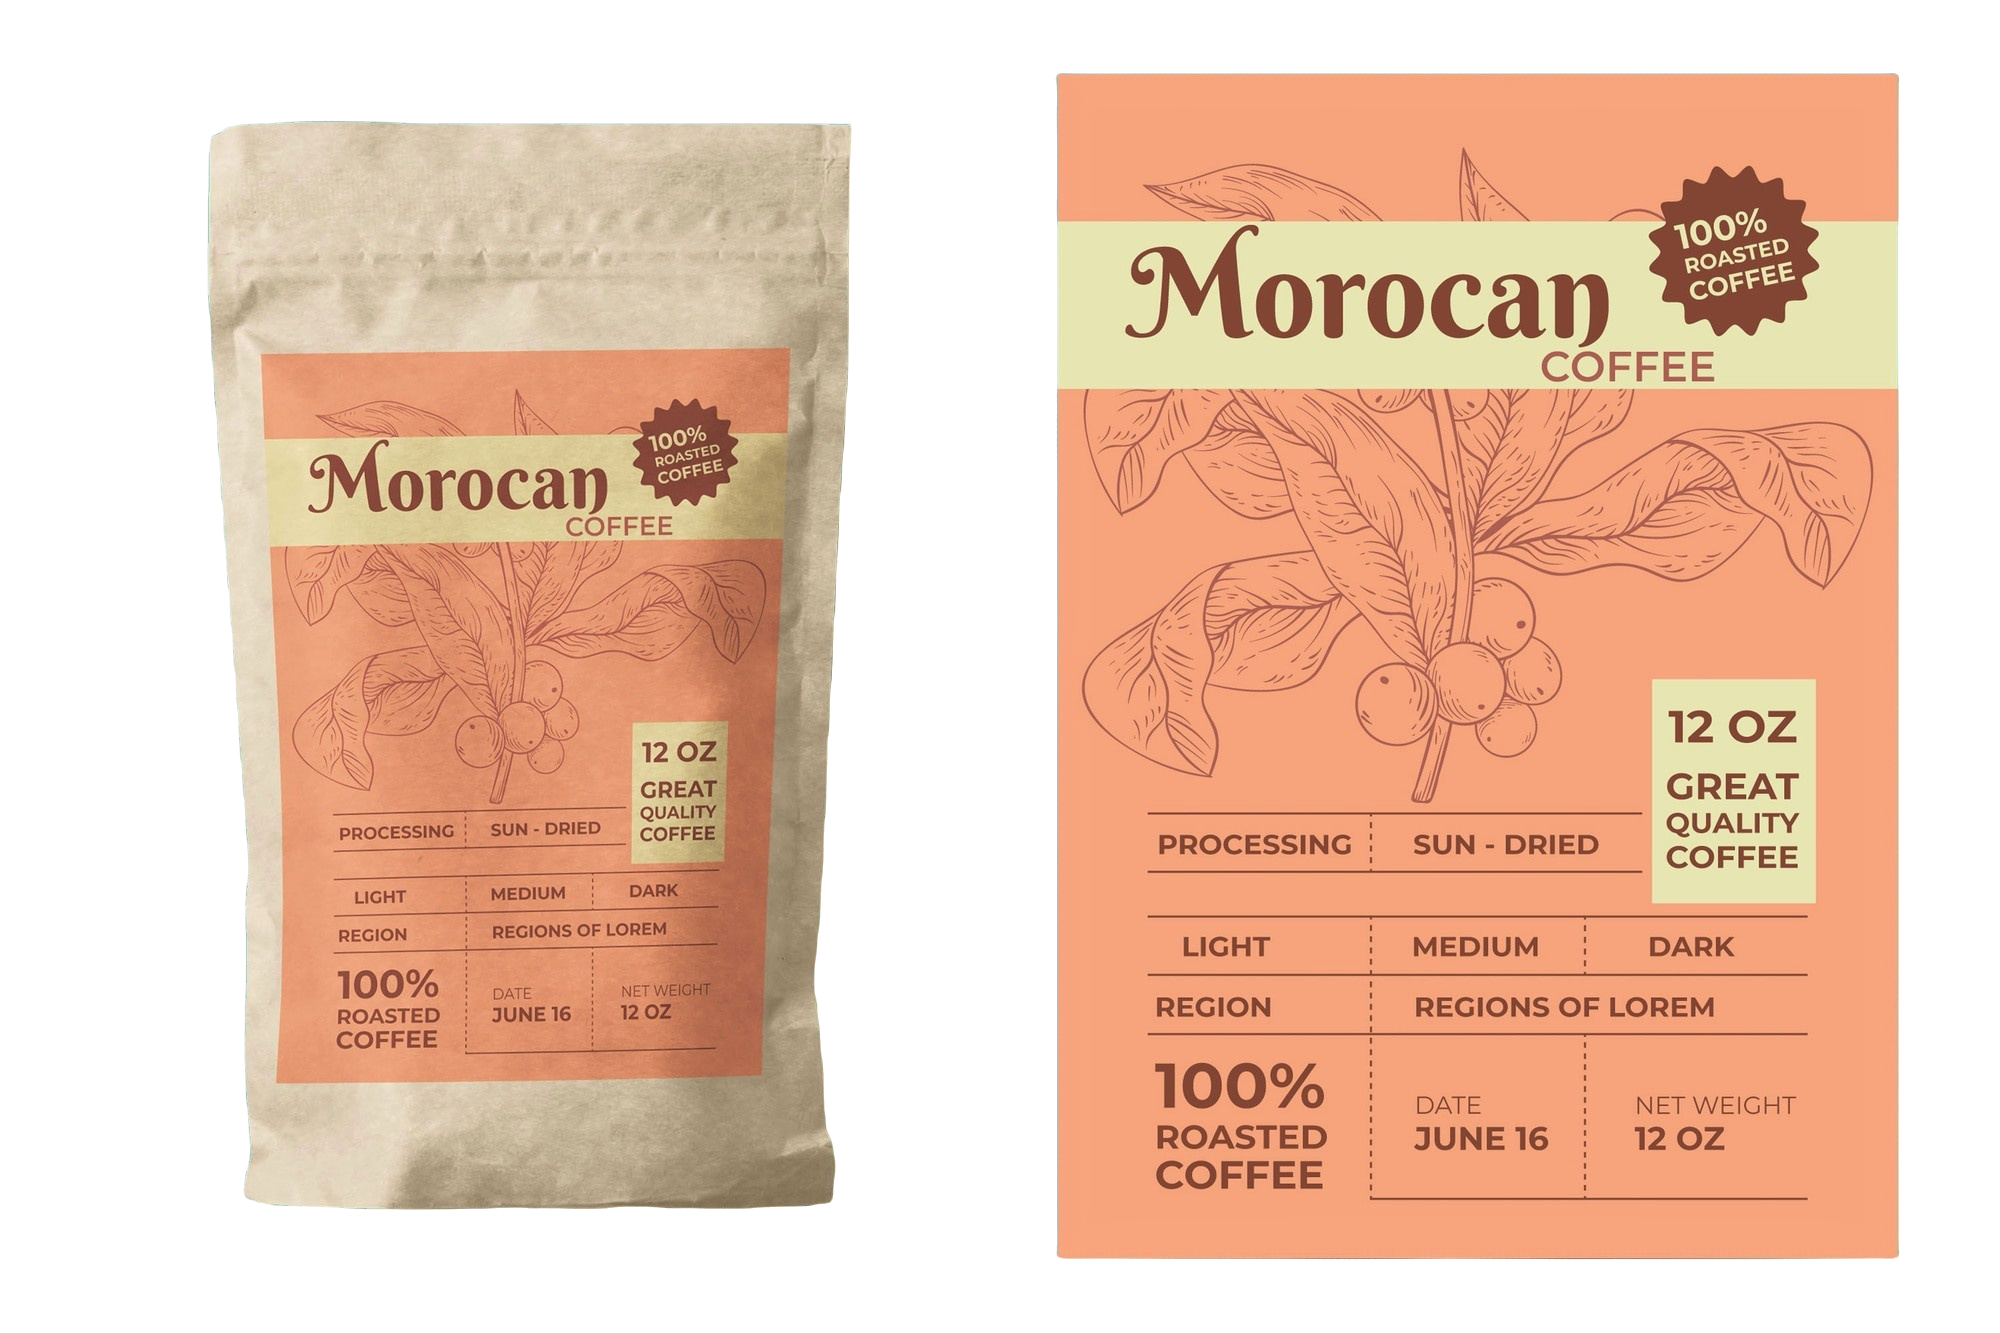 Morocan
COFFEE
100%
ROASTED
COFFEE
12 OZ
GREAT
QUALITY
COFFEE
PROCESSING SUN - DRIED
LIGHT MEDIUM DARK
REGION REGIONS OF LOREM
100%
ROASTED
COFFEE
DATE
JUNE 16
NET WEIGHT
12 OZ
Morocan
COFFEE
100%
ROASTED
COFFEE
12 OZ
GREAT
QUALITY
COFFEE
PROCESSING SUN - DRIED
LIGHT MEDIUM DARK
REGION REGIONS OF LOREM
100%
ROASTED
COFFEE
DATE
JUNE 16
NET WEIGHT
12 OZ